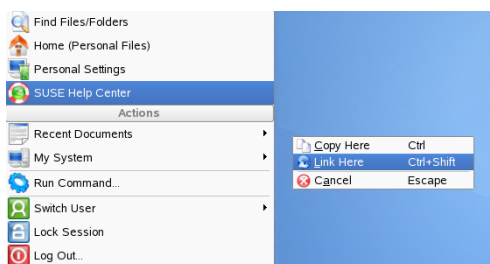 Find Files/Folders
Home (Personal Files)
Personal Settings
SUSE Help Center
Actions
Recent Documents
My System
Run Command...
Switch User
Lock Session
Log Out...
Copy Here Ctrl
Link Here Ctrl+Shift
Cancel Escape